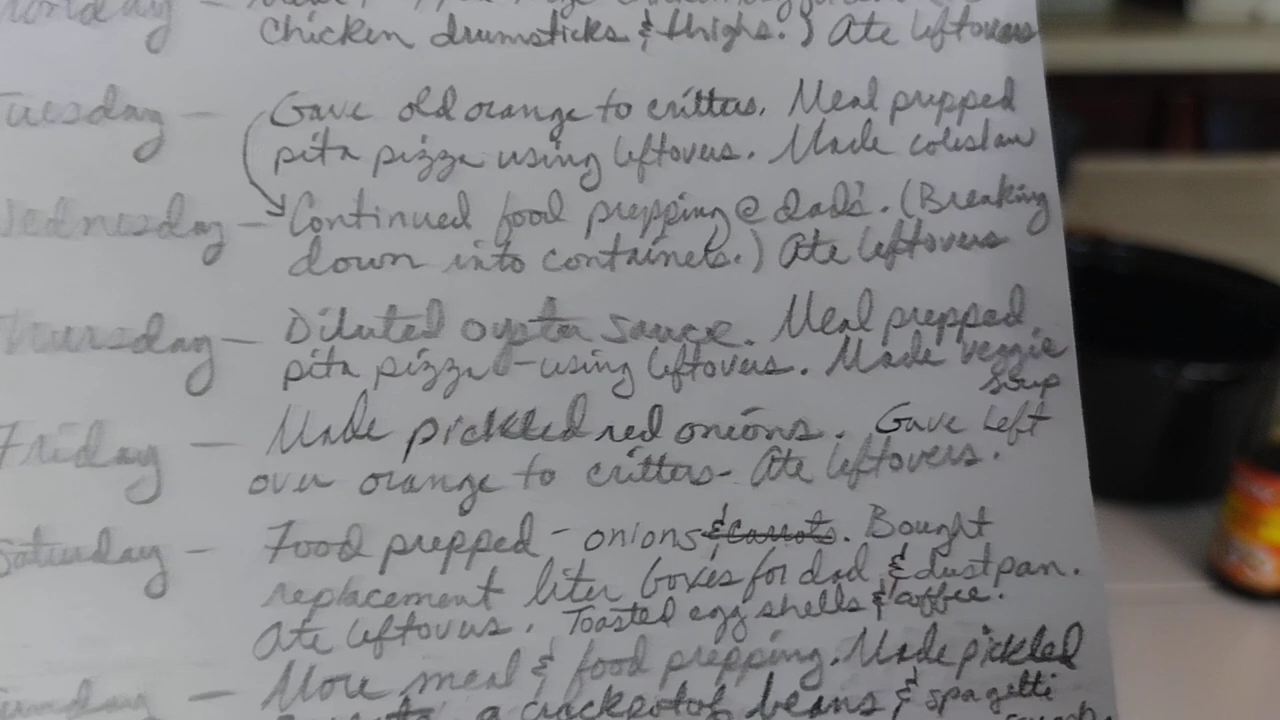 Monday -
chicken drumsticks & thighs.) Ate leftovers
Tuesday - Gave old orange to critters. Meal prepped
pita pizza using leftovers. Made coleslaw
Wednesday - Continued food prepping @ dad's. (Breaking
down into containers.) Ate leftovers
Thursday - Diluted oyster sauce. Meal prepped
pita pizza - using leftovers. Made veggie
soup
Friday - Made pickled red onions. Gave left
over orange to critters - Ate leftovers.
Saturday - Food prepped - onions & carrots. Bought
replacement liter boxes for dad & dustpan.
Ate leftovers. Toasted egg shells & coffee.
Sunday - More meal & food prepping. Made pickled
a crockpot of beans & spagetti